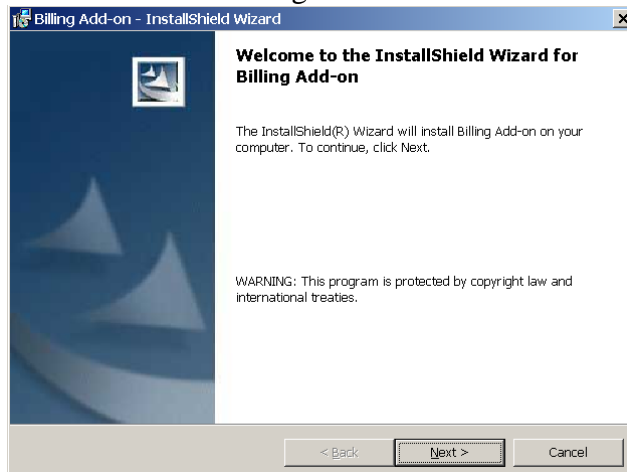 Billing Add-on - InstallShield Wizard
Welcome to the InstallShield Wizard for
Billing Add-on
The InstallShield(R) Wizard will install Billing Add-on on your
computer. To continue, click Next.
WARNING: This program is protected by copyright law and
international treaties.
< Back
Next >
Cancel